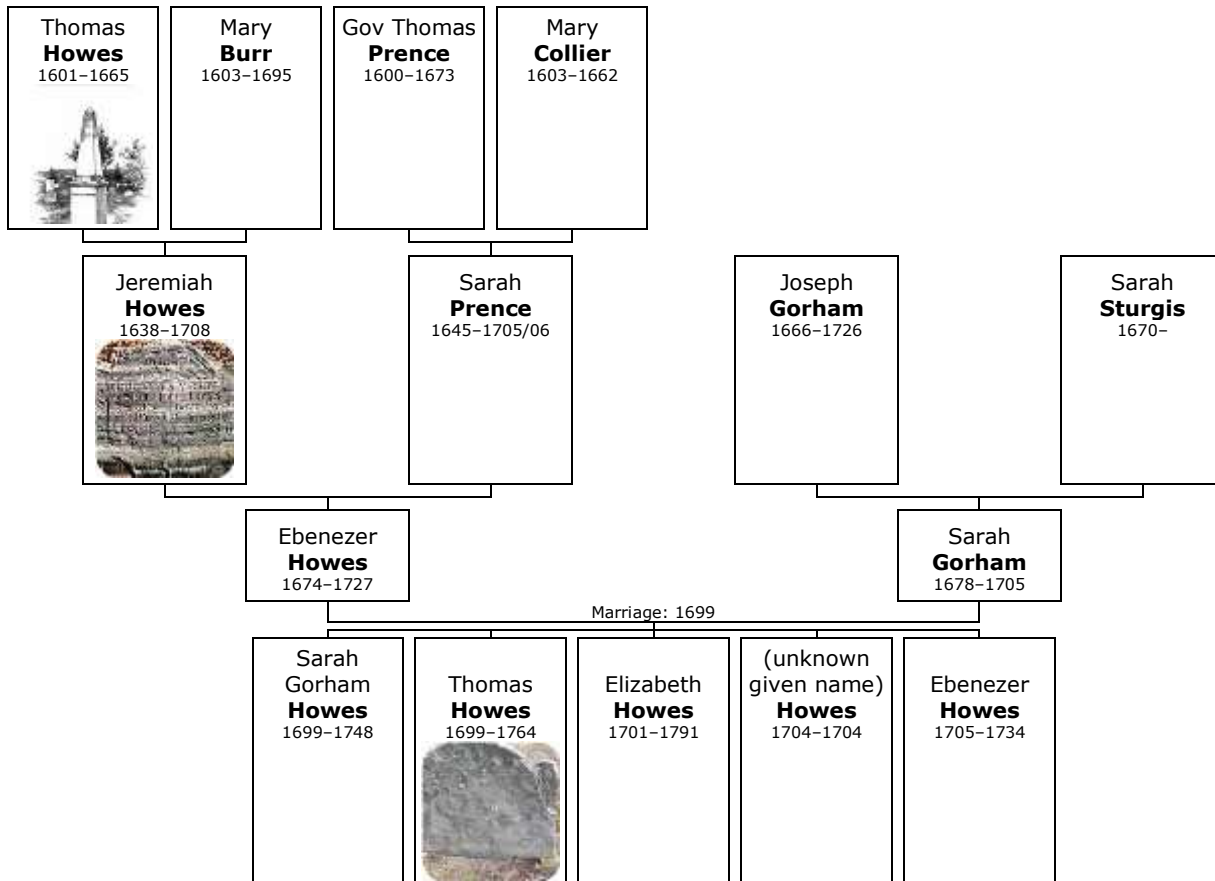 Thomas
Howes
1601–1665
Mary
Burr
1603–1695
Gov Thomas
Prence
1600–1673
Mary
Collier
1603–1662
Jeremiah
Howes
1638–1708
Sarah
Prence
1645–1705/06
Joseph
Gorham
1666–1726
Sarah
Sturgis
1670–
Ebenezer
Howes
1674–1727
Sarah
Gorham
1678–1705
Marriage: 1699
Sarah
Gorham
Howes
1699–1748
Thomas
Howes
1699–1764
Elizabeth
Howes
1701–1791
(unknown
given name)
Howes
1704–1704
Ebenezer
Howes
1705–1734